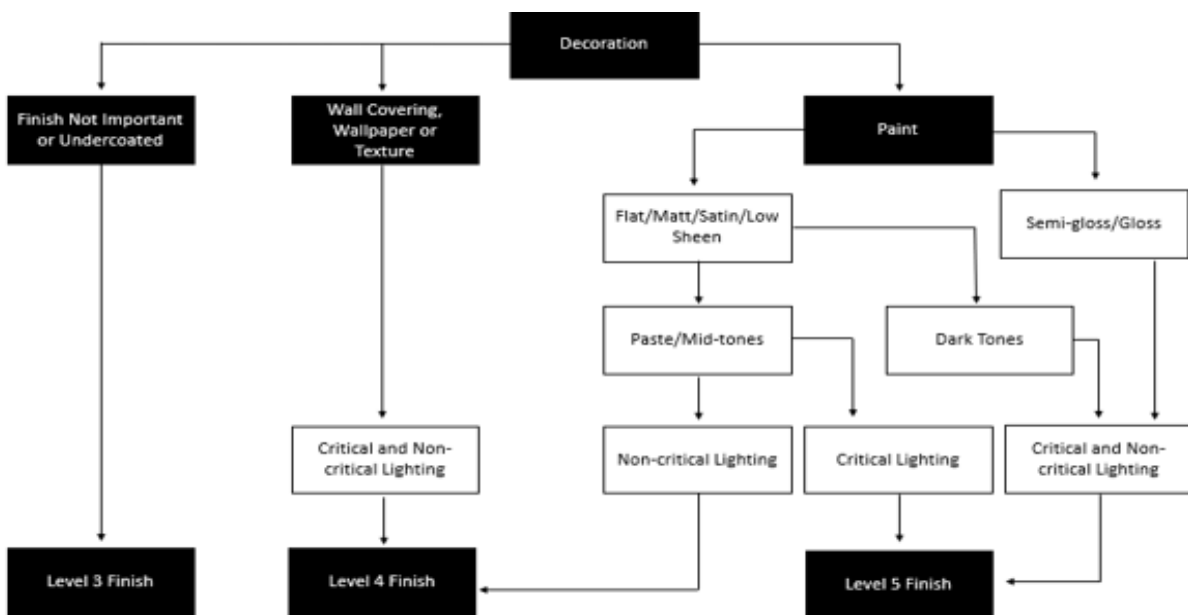 Decoration
Finish Not Important
or Undercoated
Wall Covering,
Wallpaper or
Texture
Paint
Flat/Matt/Satin/Low
Sheen
Semi-gloss/Gloss
Paste/Mid-tones
Dark Tones
Critical and Non-
critical Lighting
Non-critical Lighting
Critical Lighting
Critical and Non-
critical Lighting
Level 3 Finish
Level 4 Finish
Level 5 Finish